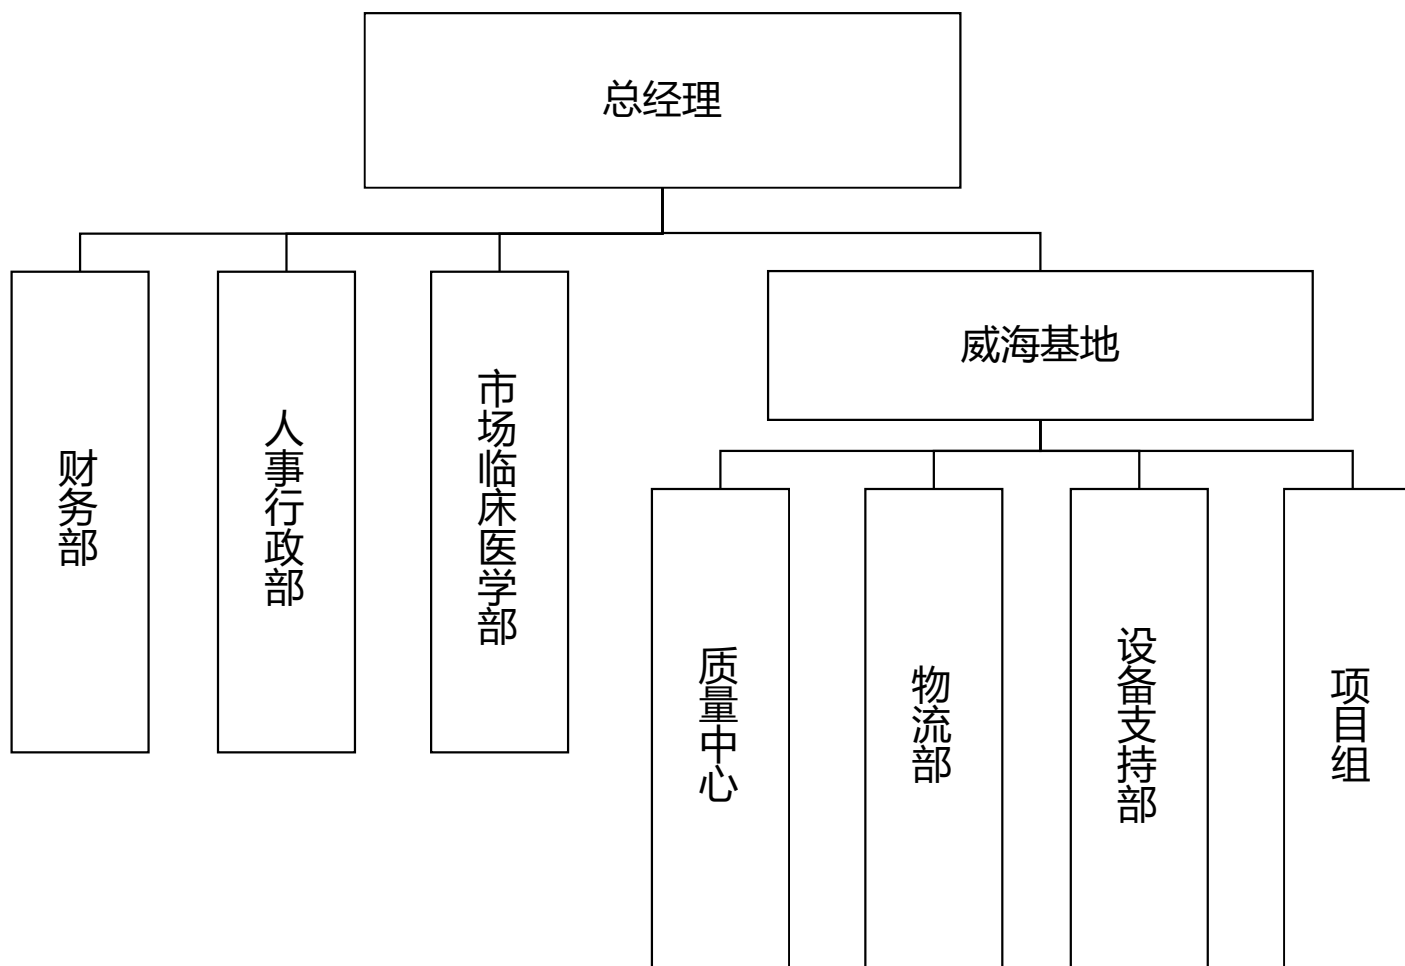 总经理
财务部
人事行政部
市场临床医学部
威海基地
质量中心
物流部
设备支持部
项目组